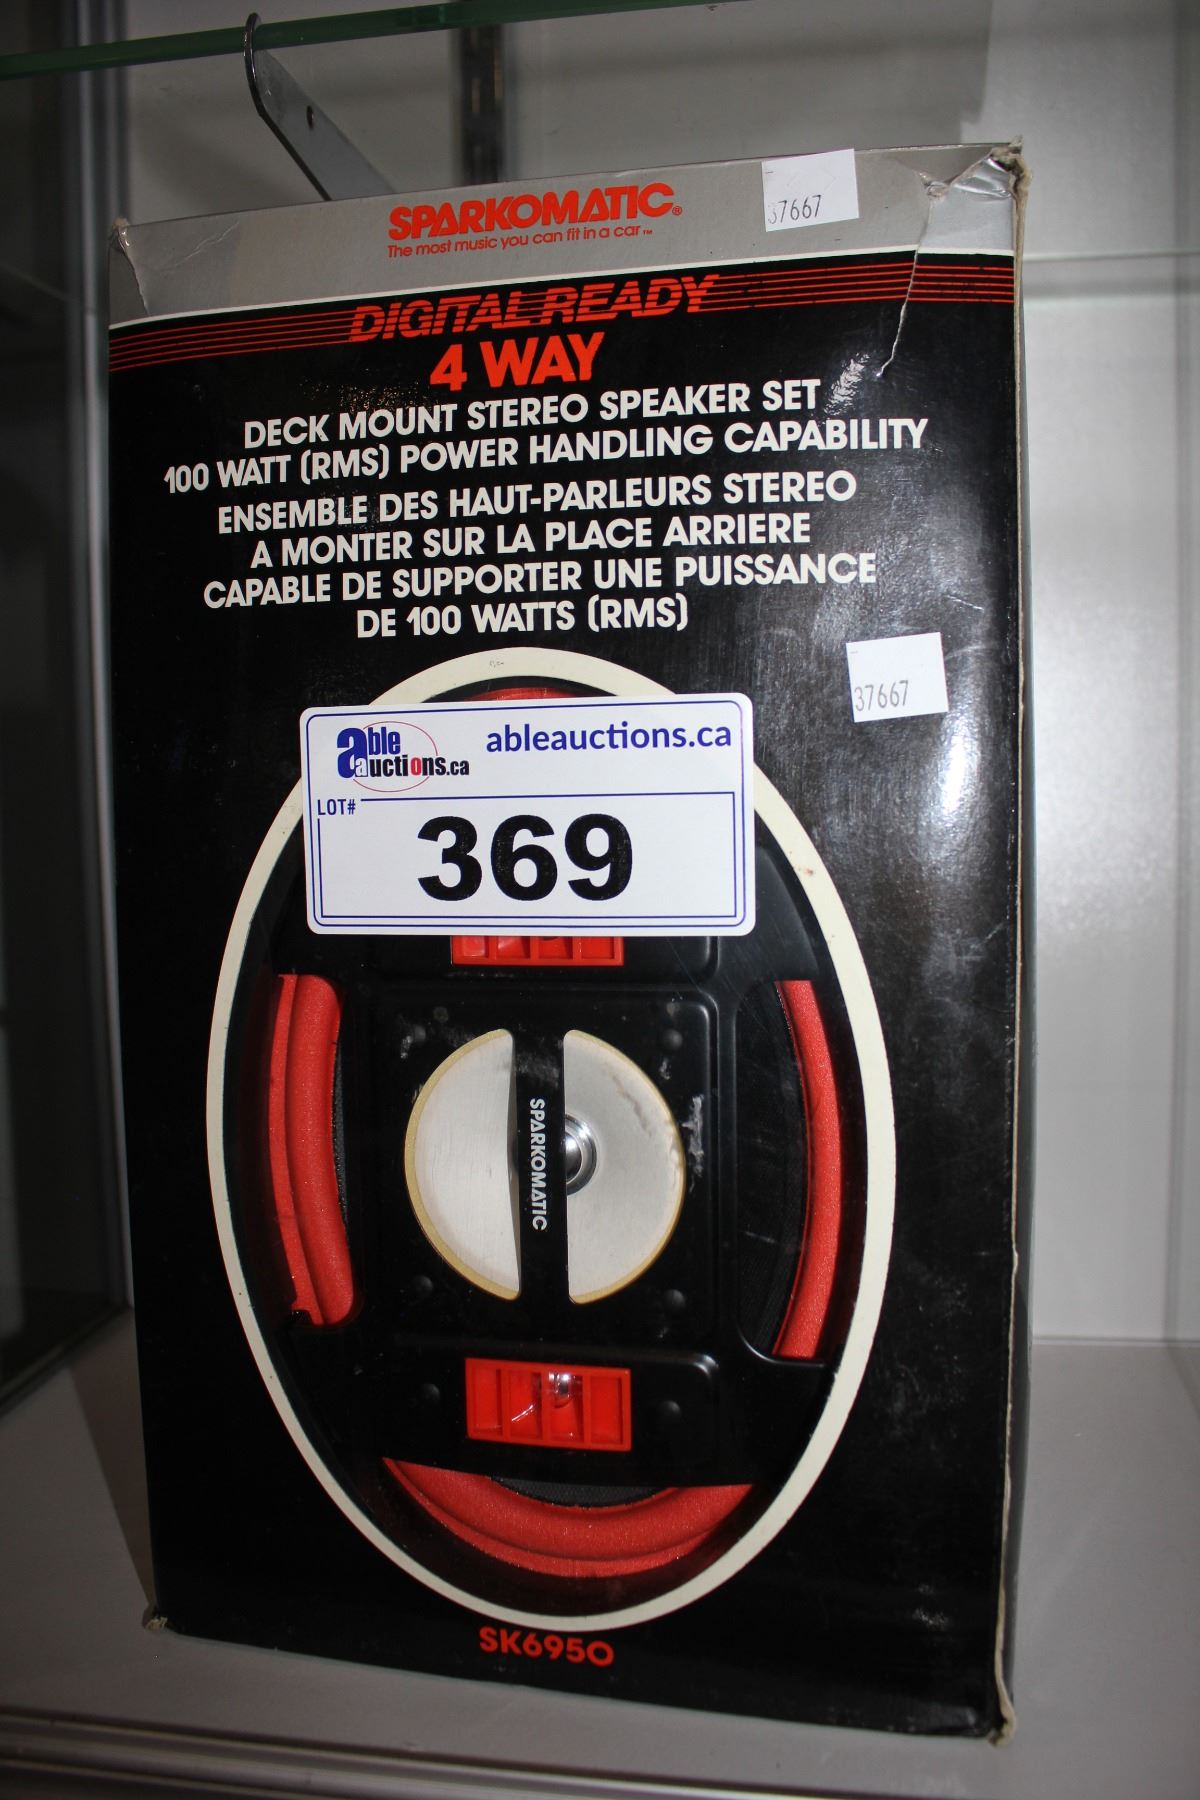 SPARKOMATIC®
The most music you can fit in a car™
37667
DIGITAL READY
4 WAY
DECK MOUNT STEREO SPEAKER SET
100 WATT (RMS) POWER HANDLING CAPABILITY
ENSEMBLE DES HAUT-PARLEURS STEREO
A MONTER SUR LA PLACE ARRIERE
CAPABLE DE SUPPORTER UNE PUISSANCE
DE 100 WATTS (RMS)
37667
able auctions.ca
ableauctions.ca
LOT#
369
SPARKOMATIC
SK6950